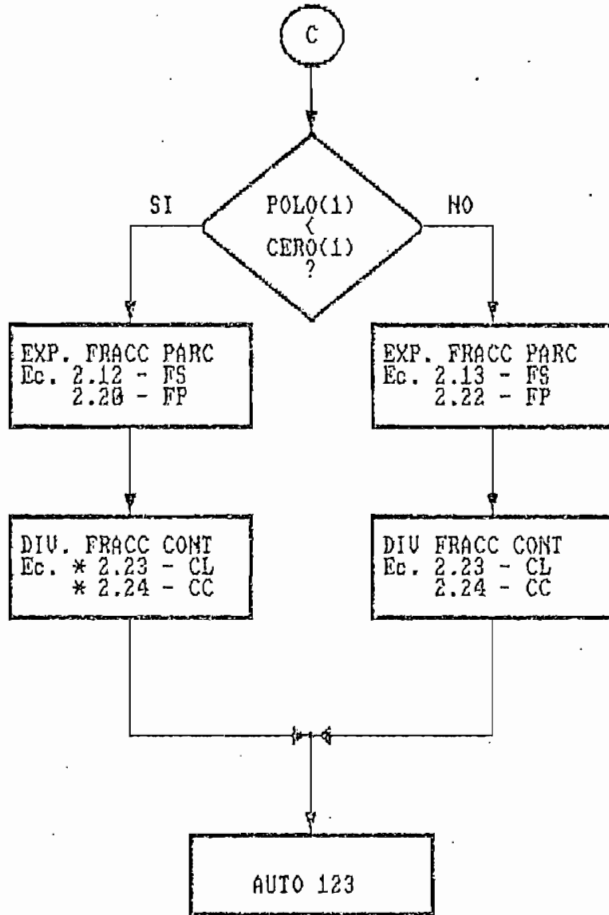 C
POLO(1)
<
CERO(1)
?
SI
NO
EXP. FRACC PARC
Ec. 2.12 - FS
2.20 - FP
EXP. FRACC PARC
Ec. 2.13 - FS
2.22 - FP
DIV. FRACC CONT
Ec. * 2.23 - CL
* 2.24 - CC
DIV FRACC CONT
Ec. 2.23 - CL
2.24 - CC
AUTO 123